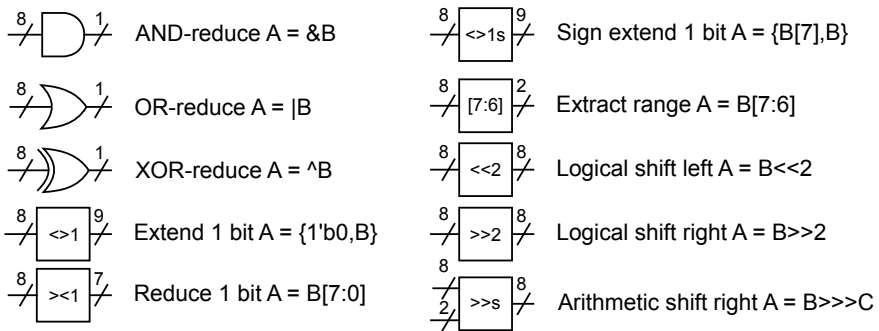 8 1 AND-reduce A = &B
8 1 OR-reduce A = |B
8 1 XOR-reduce A = ^B
8 <>1 9 Extend 1 bit A = {1'b0,B}
8 ><1 7 Reduce 1 bit A = B[7:0]
8 <>1s 9 Sign extend 1 bit A = {B[7],B}
8 [7:6] 2 Extract range A = B[7:6]
8 <<2 8 Logical shift left A = B<<2
8 >>2 8 Logical shift right A = B>>2
8 2 >>s 8 Arithmetic shift right A = B>>>C